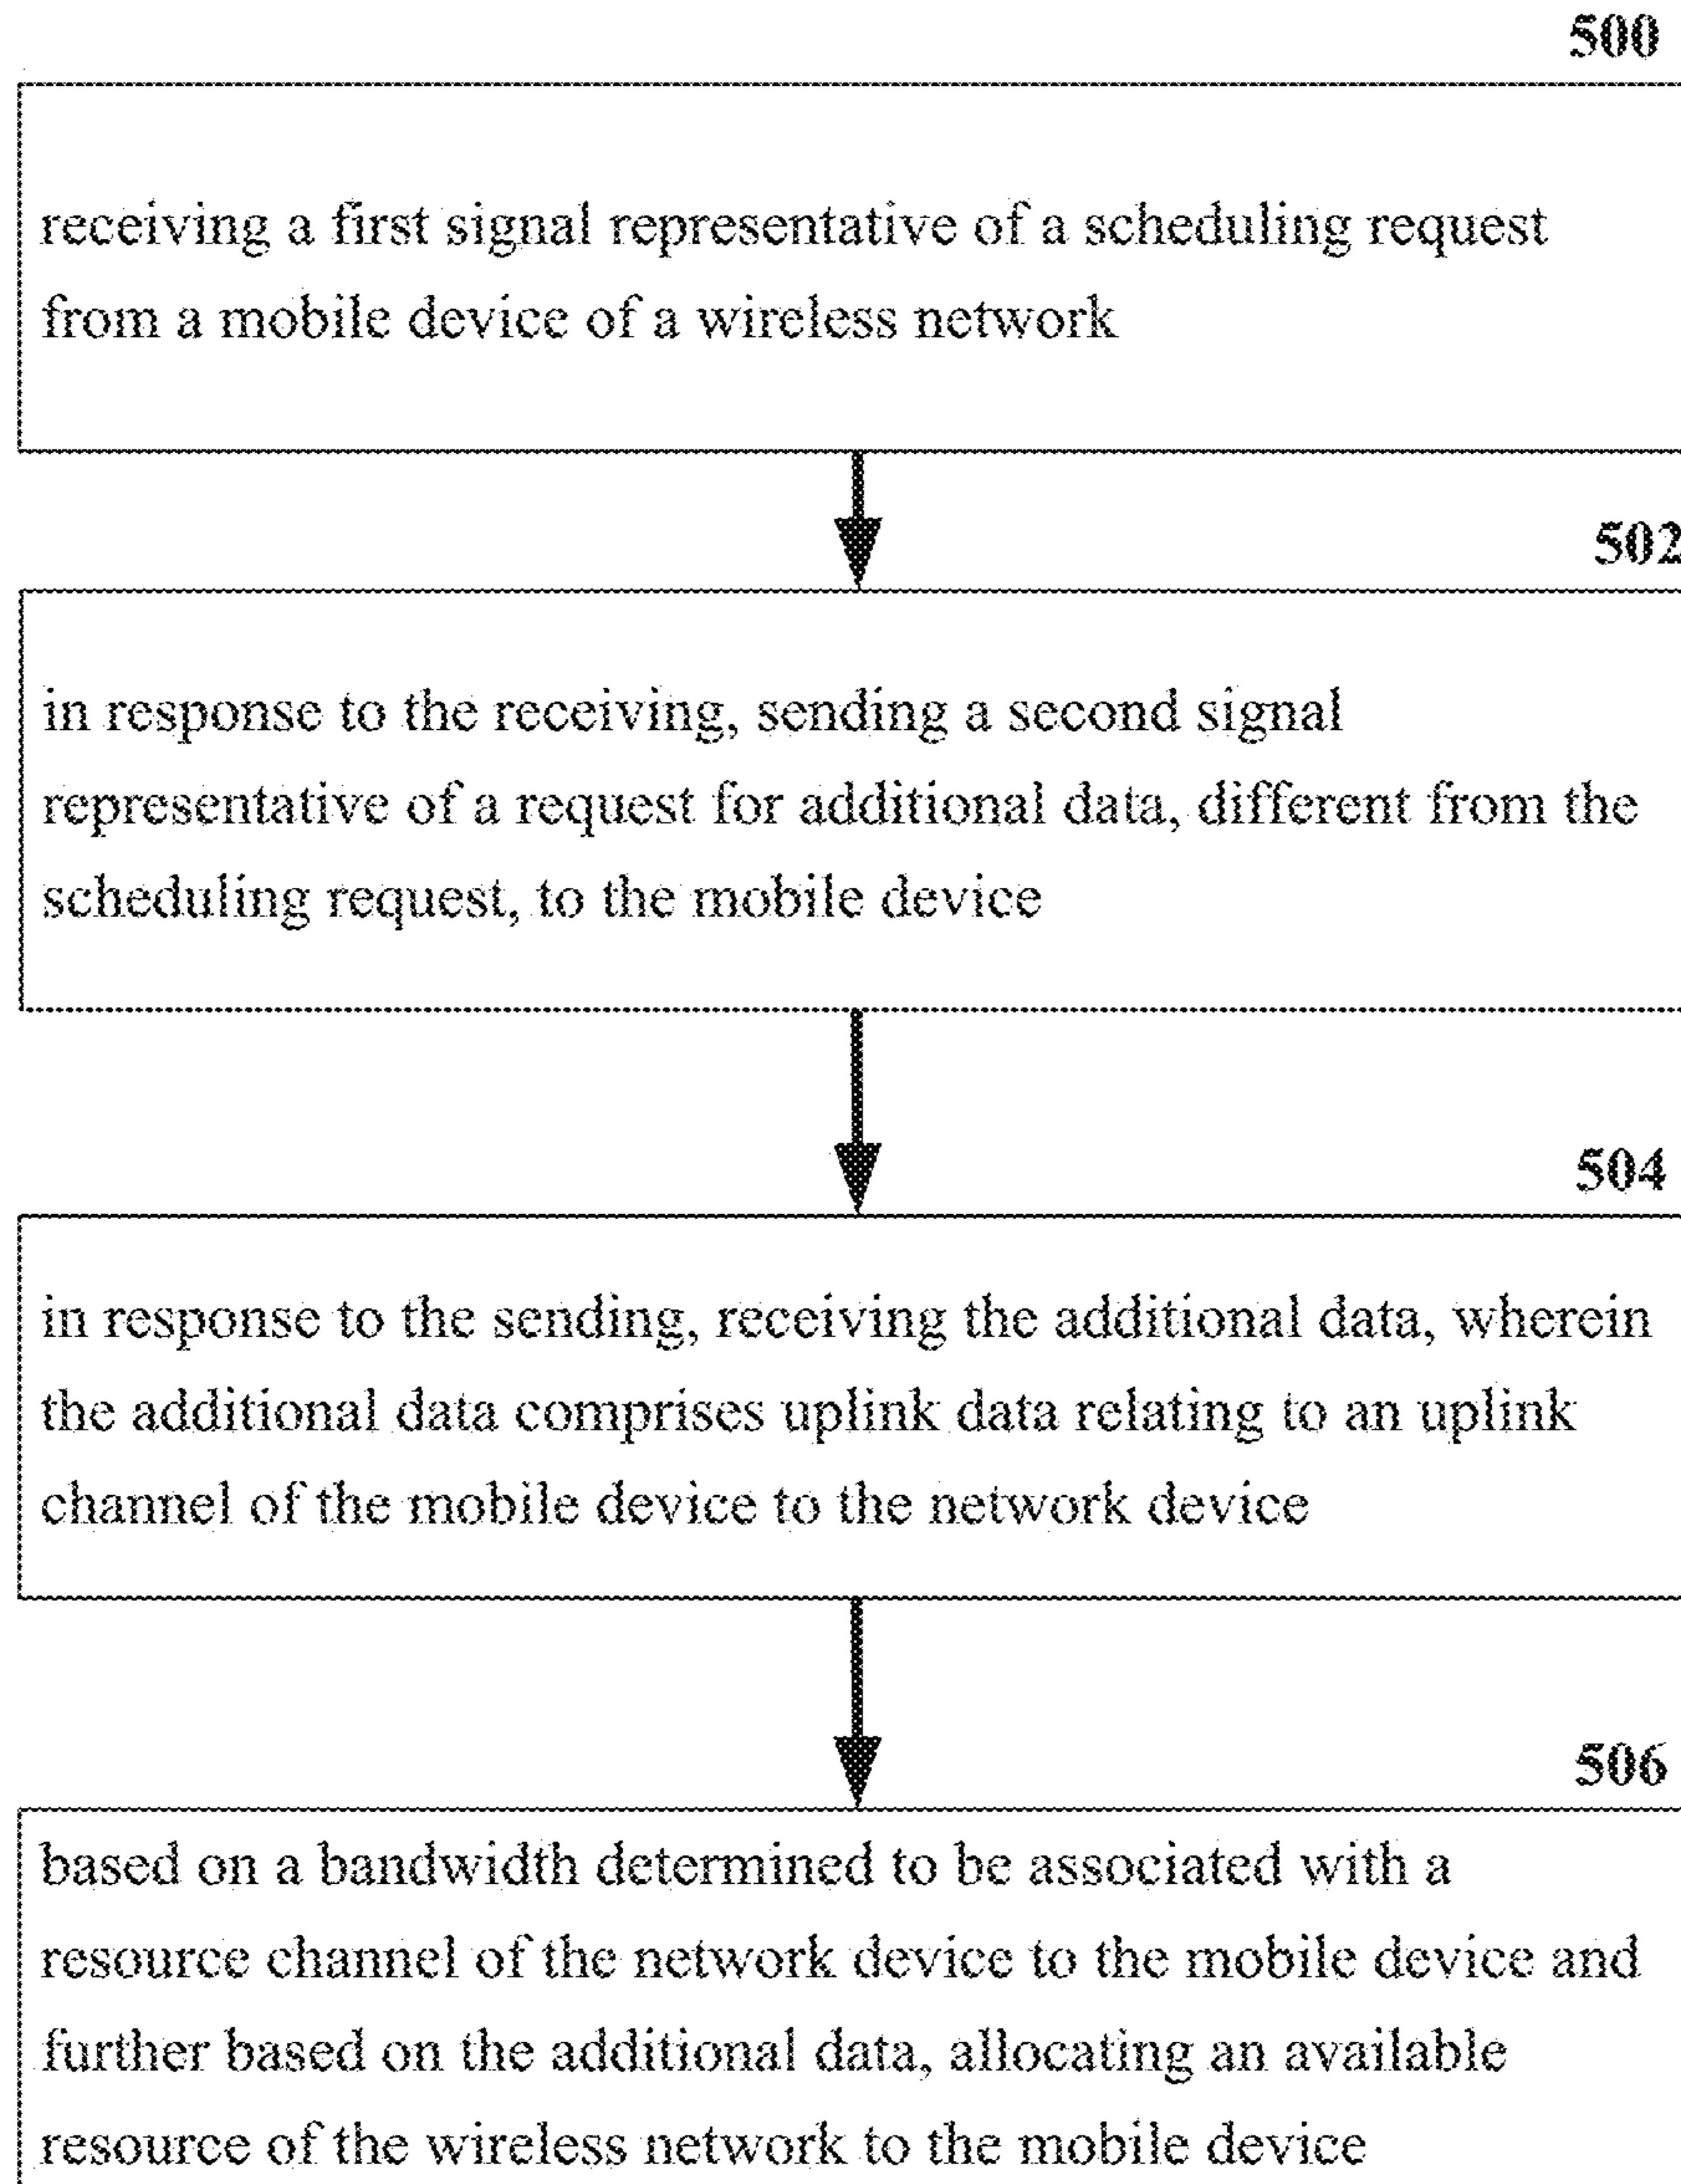 500
receiving a first signal representative of a scheduling request
from a mobile device of a wireless network
502
in response to the receiving, sending a second signal
representative of a request for additional data, different from the
scheduling request, to the mobile device
504
in response to the sending, receiving the additional data, wherein
the additional data comprises uplink data relating to an uplink
channel of the mobile device to the network device
506
based on a bandwidth determined to be associated with a
resource channel of the network device to the mobile device and
further based on the additional data, allocating an available
resource of the wireless network to the mobile device